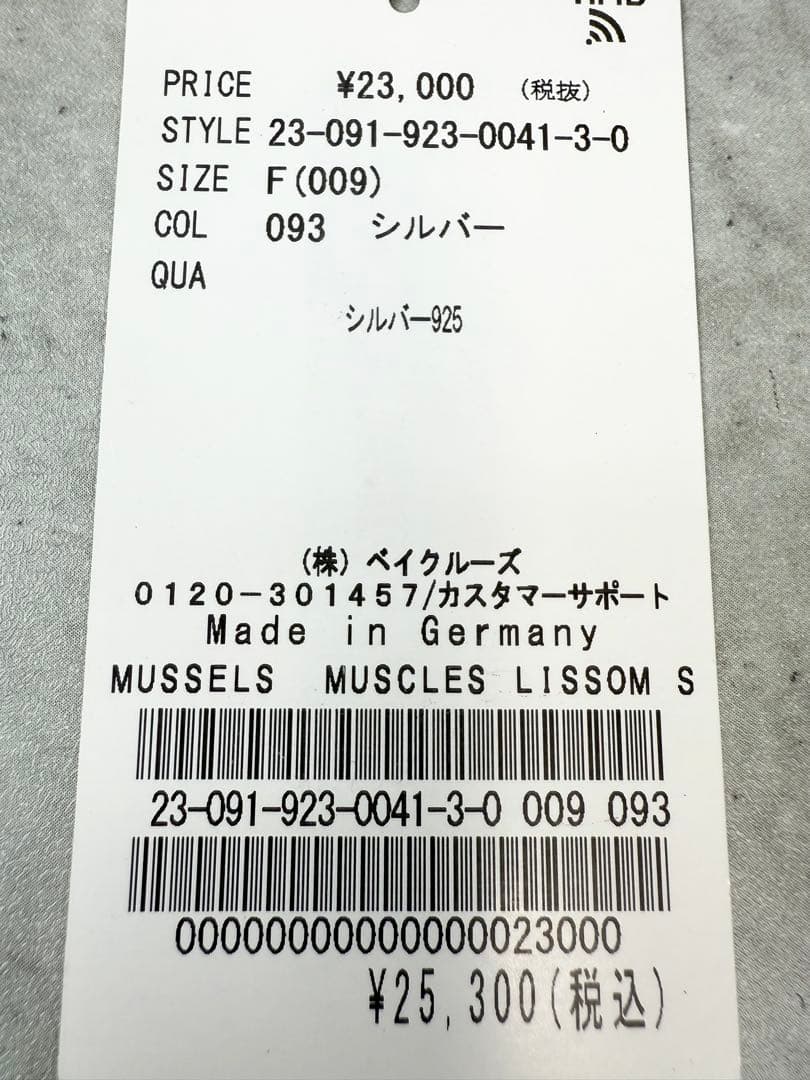 PRICE ¥23,000 (税抜)
STYLE 23-091-923-0041-3-0
SIZE F(009)
COL 093 シルバー
QUA
シルバー925
(株) ベイクルーズ
0120-301457/カスタマーサポート
Made in Germany
MUSSELS MUSCLES LISSOM S
23-091-923-0041-3-0 009 093
00000000000000023000
¥25,300(税込)